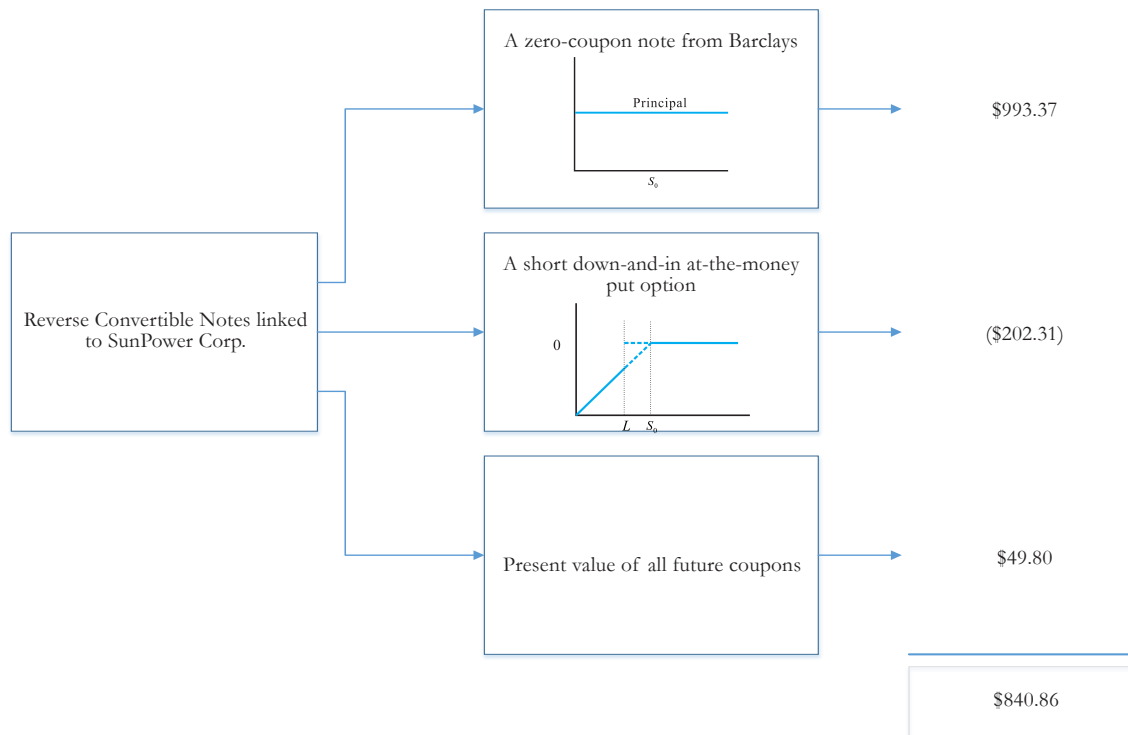 A zero-coupon note from Barclays
Principal
S₀
$993.37
Reverse Convertible Notes linked
to SunPower Corp.
A short down-and-in at-the-money
put option
0
L S₀
($202.31)
Present value of all future coupons
$49.80
$840.86